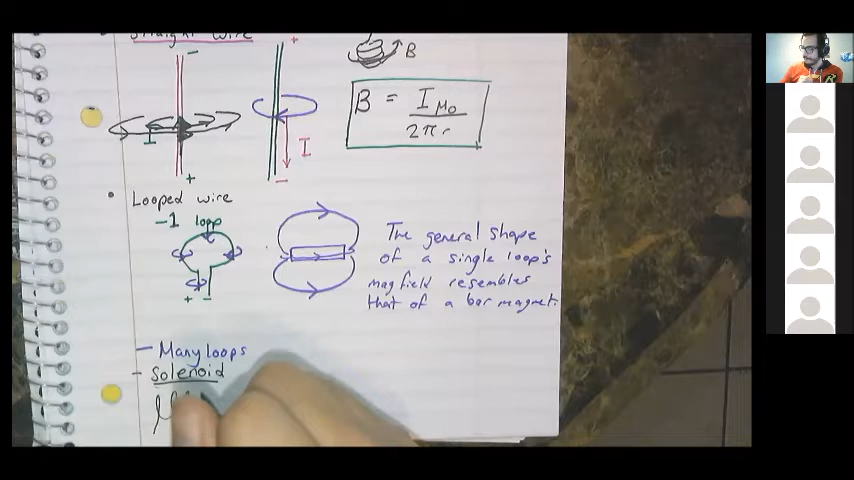 Straight wire
− +
B
B = Iμ₀ / 2πr
I
I
+
−
• Looped wire
−1 loop
+ −
The general shape
of a single loop's
mag field resembles
that of a bar magnet.
− Many loops
− Solenoid